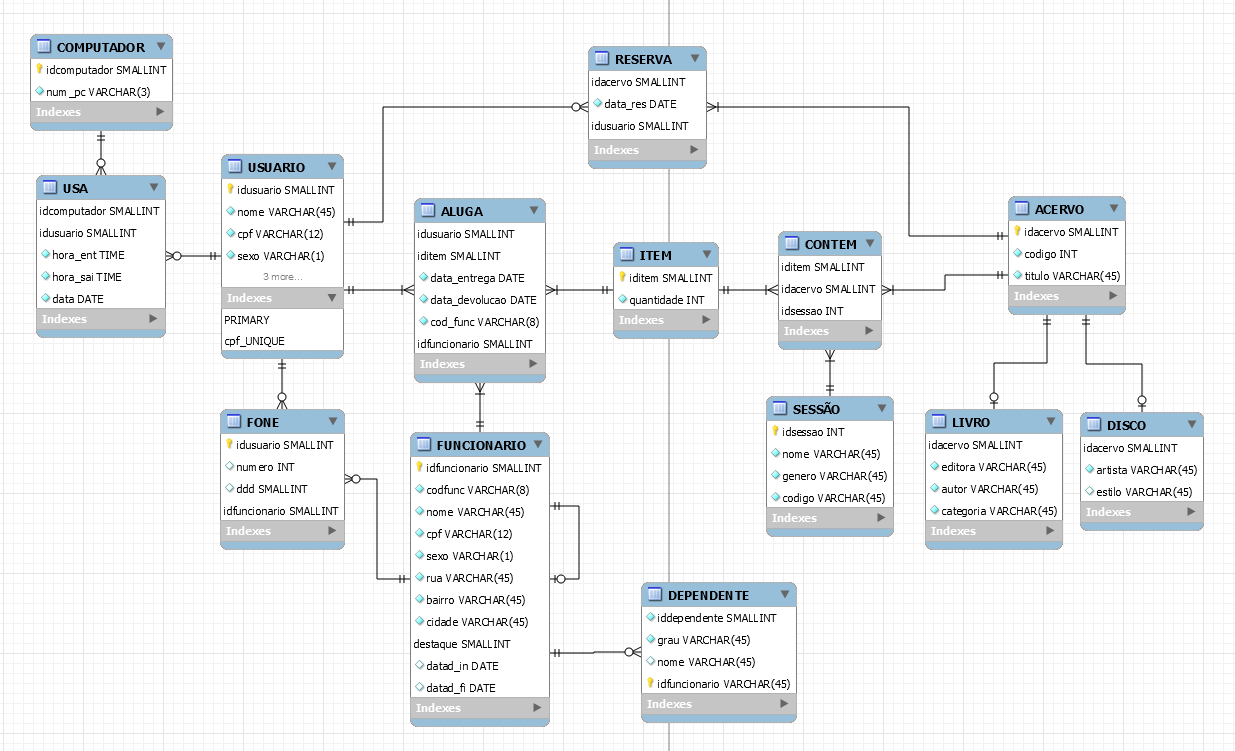 COMPUTADOR
idcomputador SMALLINT
num_pc VARCHAR(3)
Indexes
USA
idcomputador SMALLINT
idusuario SMALLINT
hora_ent TIME
hora_sai TIME
data DATE
Indexes
USUARIO
idusuario SMALLINT
nome VARCHAR(45)
cpf VARCHAR(12)
sexo VARCHAR(1)
3 more...
Indexes
PRIMARY
cpf_UNIQUE
FONE
idusuario SMALLINT
numero INT
ddd SMALLINT
idfuncionario SMALLINT
Indexes
RESERVA
idacervo SMALLINT
data_res DATE
idusuario SMALLINT
Indexes
ALUGA
idusuario SMALLINT
iditem SMALLINT
data_entrega DATE
data_devolucao DATE
cod_func VARCHAR(8)
idfuncionario SMALLINT
Indexes
FUNCIONARIO
idfuncionario SMALLINT
codfunc VARCHAR(8)
nome VARCHAR(45)
cpf VARCHAR(12)
sexo VARCHAR(1)
rua VARCHAR(45)
bairro VARCHAR(45)
cidade VARCHAR(45)
destaque SMALLINT
datad_in DATE
datad_fi DATE
Indexes
ITEM
iditem SMALLINT
quantidade INT
Indexes
CONTEM
iditem SMALLINT
idacervo SMALLINT
idsessao INT
Indexes
SESSÃO
idsessao INT
nome VARCHAR(45)
genero VARCHAR(45)
codigo VARCHAR(45)
Indexes
DEPENDENTE
iddependente SMALLINT
grau VARCHAR(45)
nome VARCHAR(45)
idfuncionario VARCHAR(45)
Indexes
ACERVO
idacervo SMALLINT
codigo INT
titulo VARCHAR(45)
Indexes
LIVRO
idacervo SMALLINT
editora VARCHAR(45)
autor VARCHAR(45)
categoria VARCHAR(45)
Indexes
DISCO
idacervo SMALLINT
artista VARCHAR(45)
estilo VARCHAR(45)
Indexes